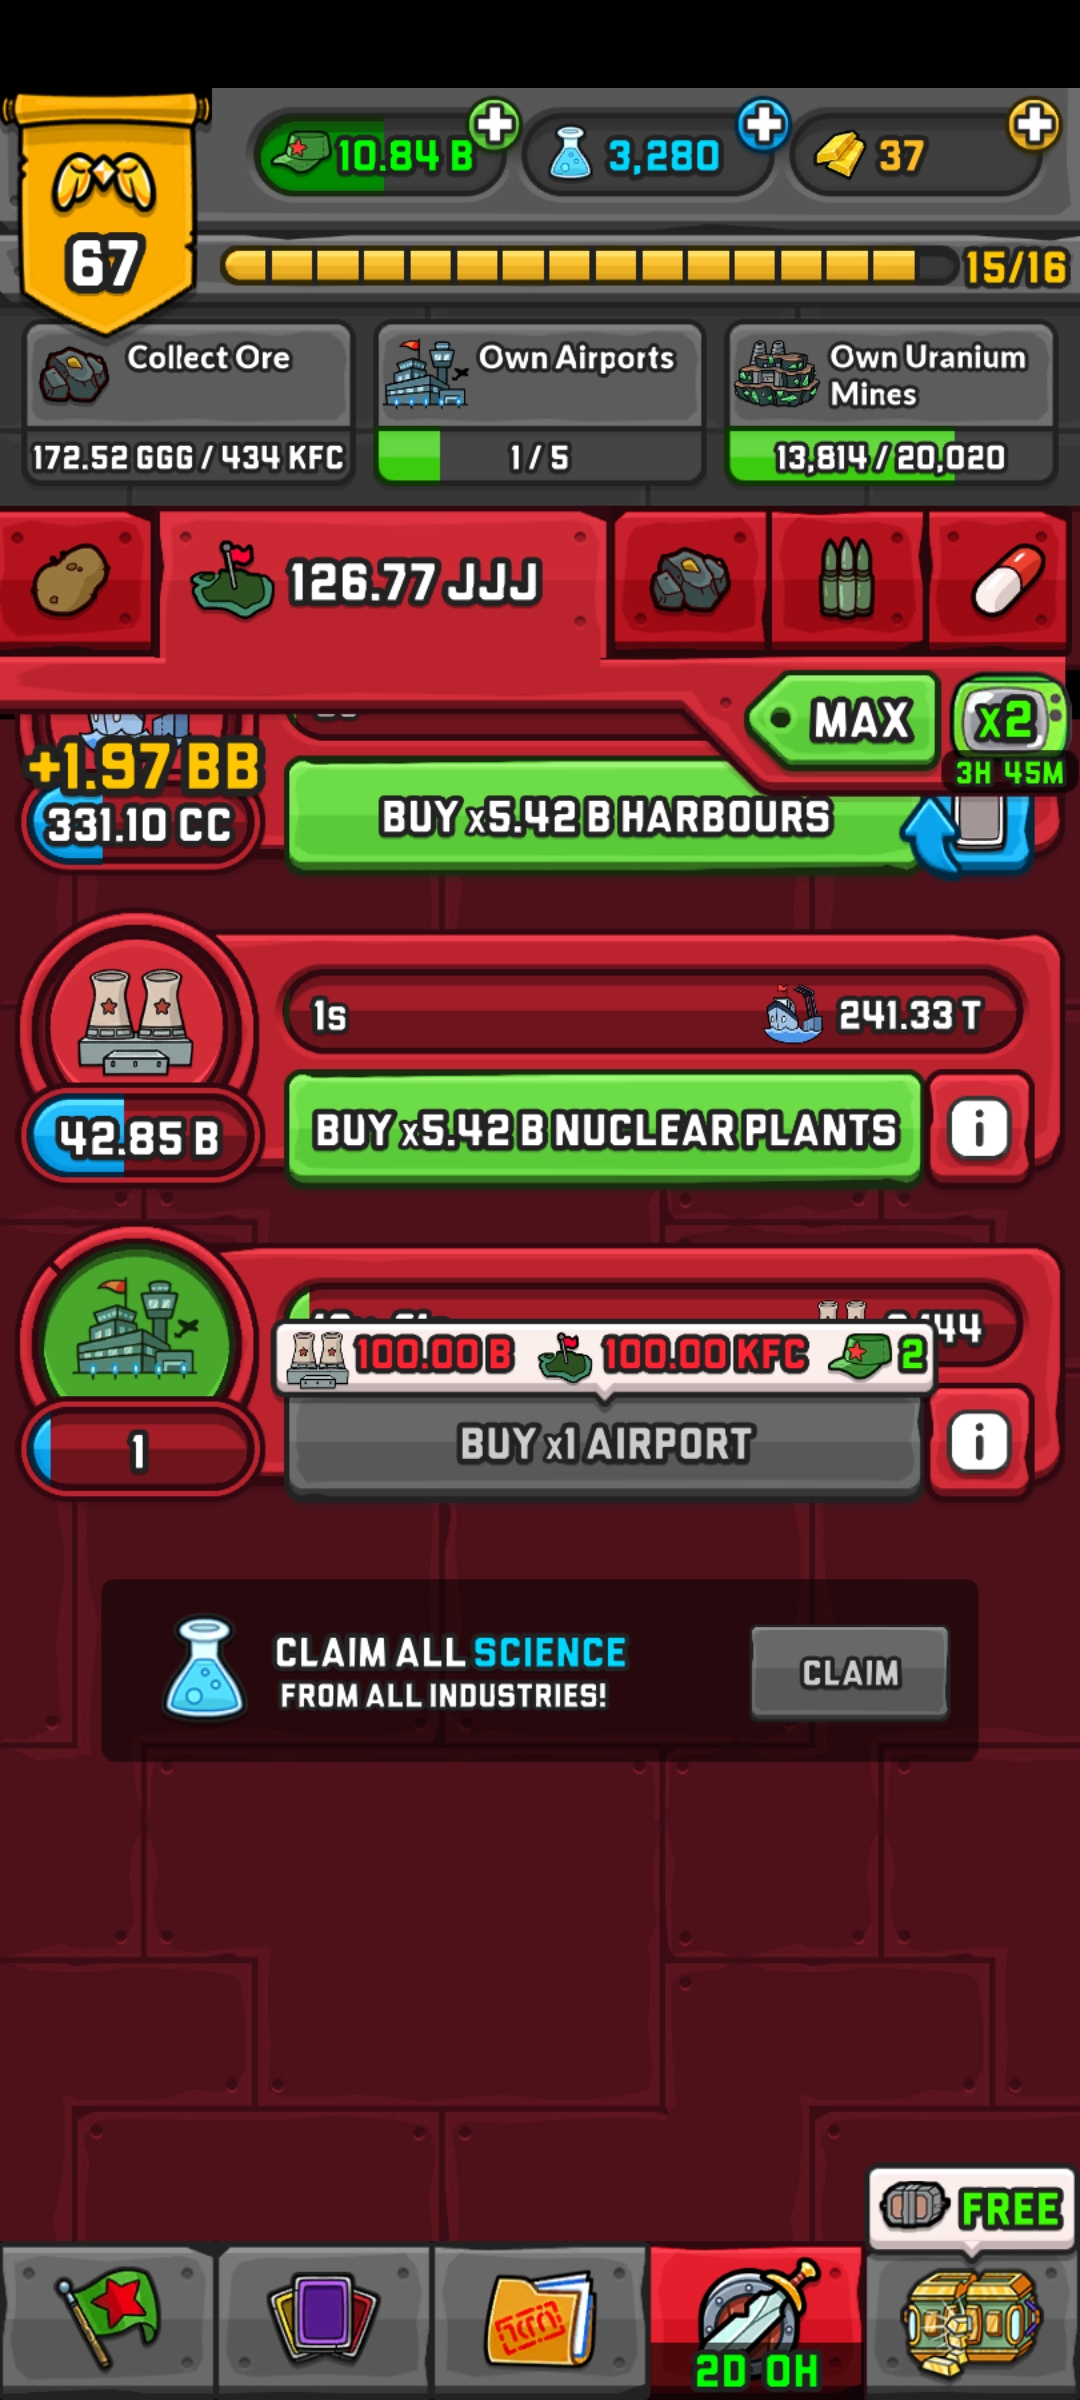 10.84 B
3,280
37
67
15/16
Collect Ore
172.52 GGG / 434 KFC
Own Airports
1 / 5
Own Uranium
Mines
13,814 / 20,020
126.77 JJJ
MAX
x2
3H 45M
+1.97 BB
331.10 CC
BUY x5.42 B HARBOURS
1s
241.33 T
42.85 B
BUY x5.42 B NUCLEAR PLANTS
100.00 B
100.00 KFC
2
1
BUY x1 AIRPORT
CLAIM ALL SCIENCE
FROM ALL INDUSTRIES!
CLAIM
FREE
2D 0H